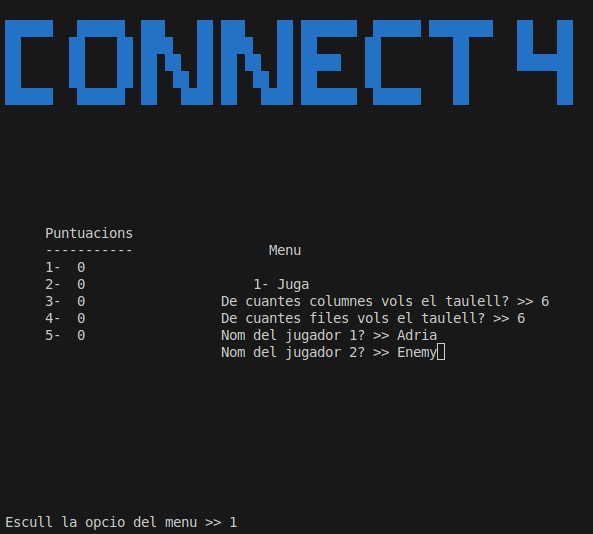 CONNECT 4
Puntuacions
-----------
Menu
1-  0
2-  0
1- Juga
3-  0
De cuantes columnes vols el taulell? >> 6
4-  0
De cuantes files vols el taulell? >> 6
5-  0
Nom del jugador 1? >> Adria
Nom del jugador 2? >> Enemy
Escull la opcio del menu >> 1